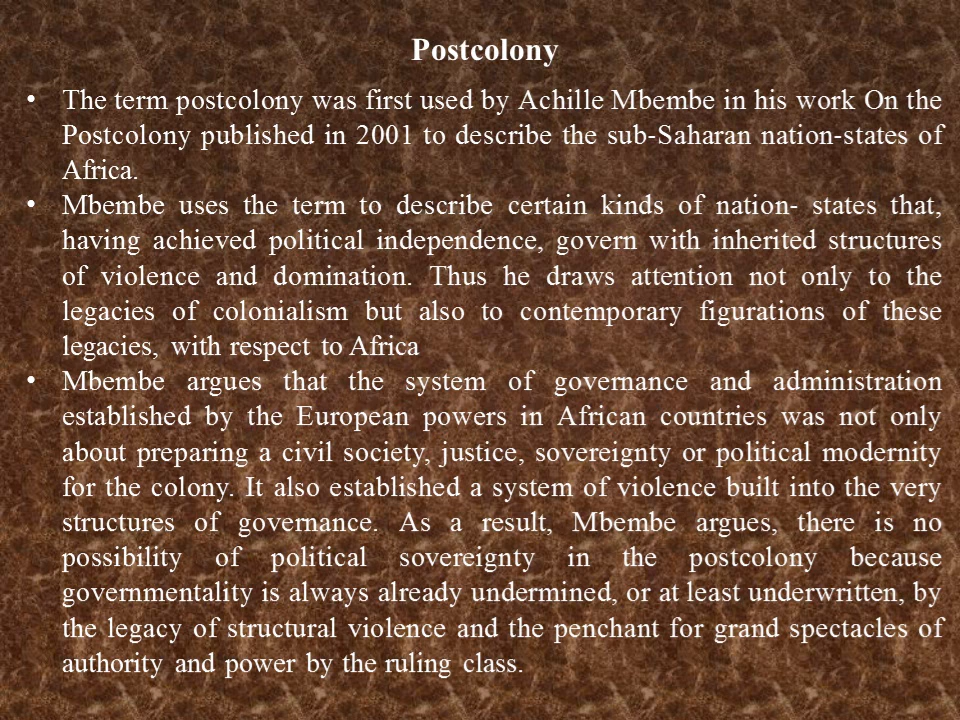 Postcolony
• The term postcolony was first used by Achille Mbembe in his work On the
Postcolony published in 2001 to describe the sub-Saharan nation-states of
Africa.
• Mbembe uses the term to describe certain kinds of nation- states that,
having achieved political independence, govern with inherited structures
of violence and domination. Thus he draws attention not only to the
legacies of colonialism but also to contemporary figurations of these
legacies, with respect to Africa
• Mbembe argues that the system of governance and administration
established by the European powers in African countries was not only
about preparing a civil society, justice, sovereignty or political modernity
for the colony. It also established a system of violence built into the very
structures of governance. As a result, Mbembe argues, there is no
possibility of political sovereignty in the postcolony because
governmentality is always already undermined, or at least underwritten, by
the legacy of structural violence and the penchant for grand spectacles of
authority and power by the ruling class.